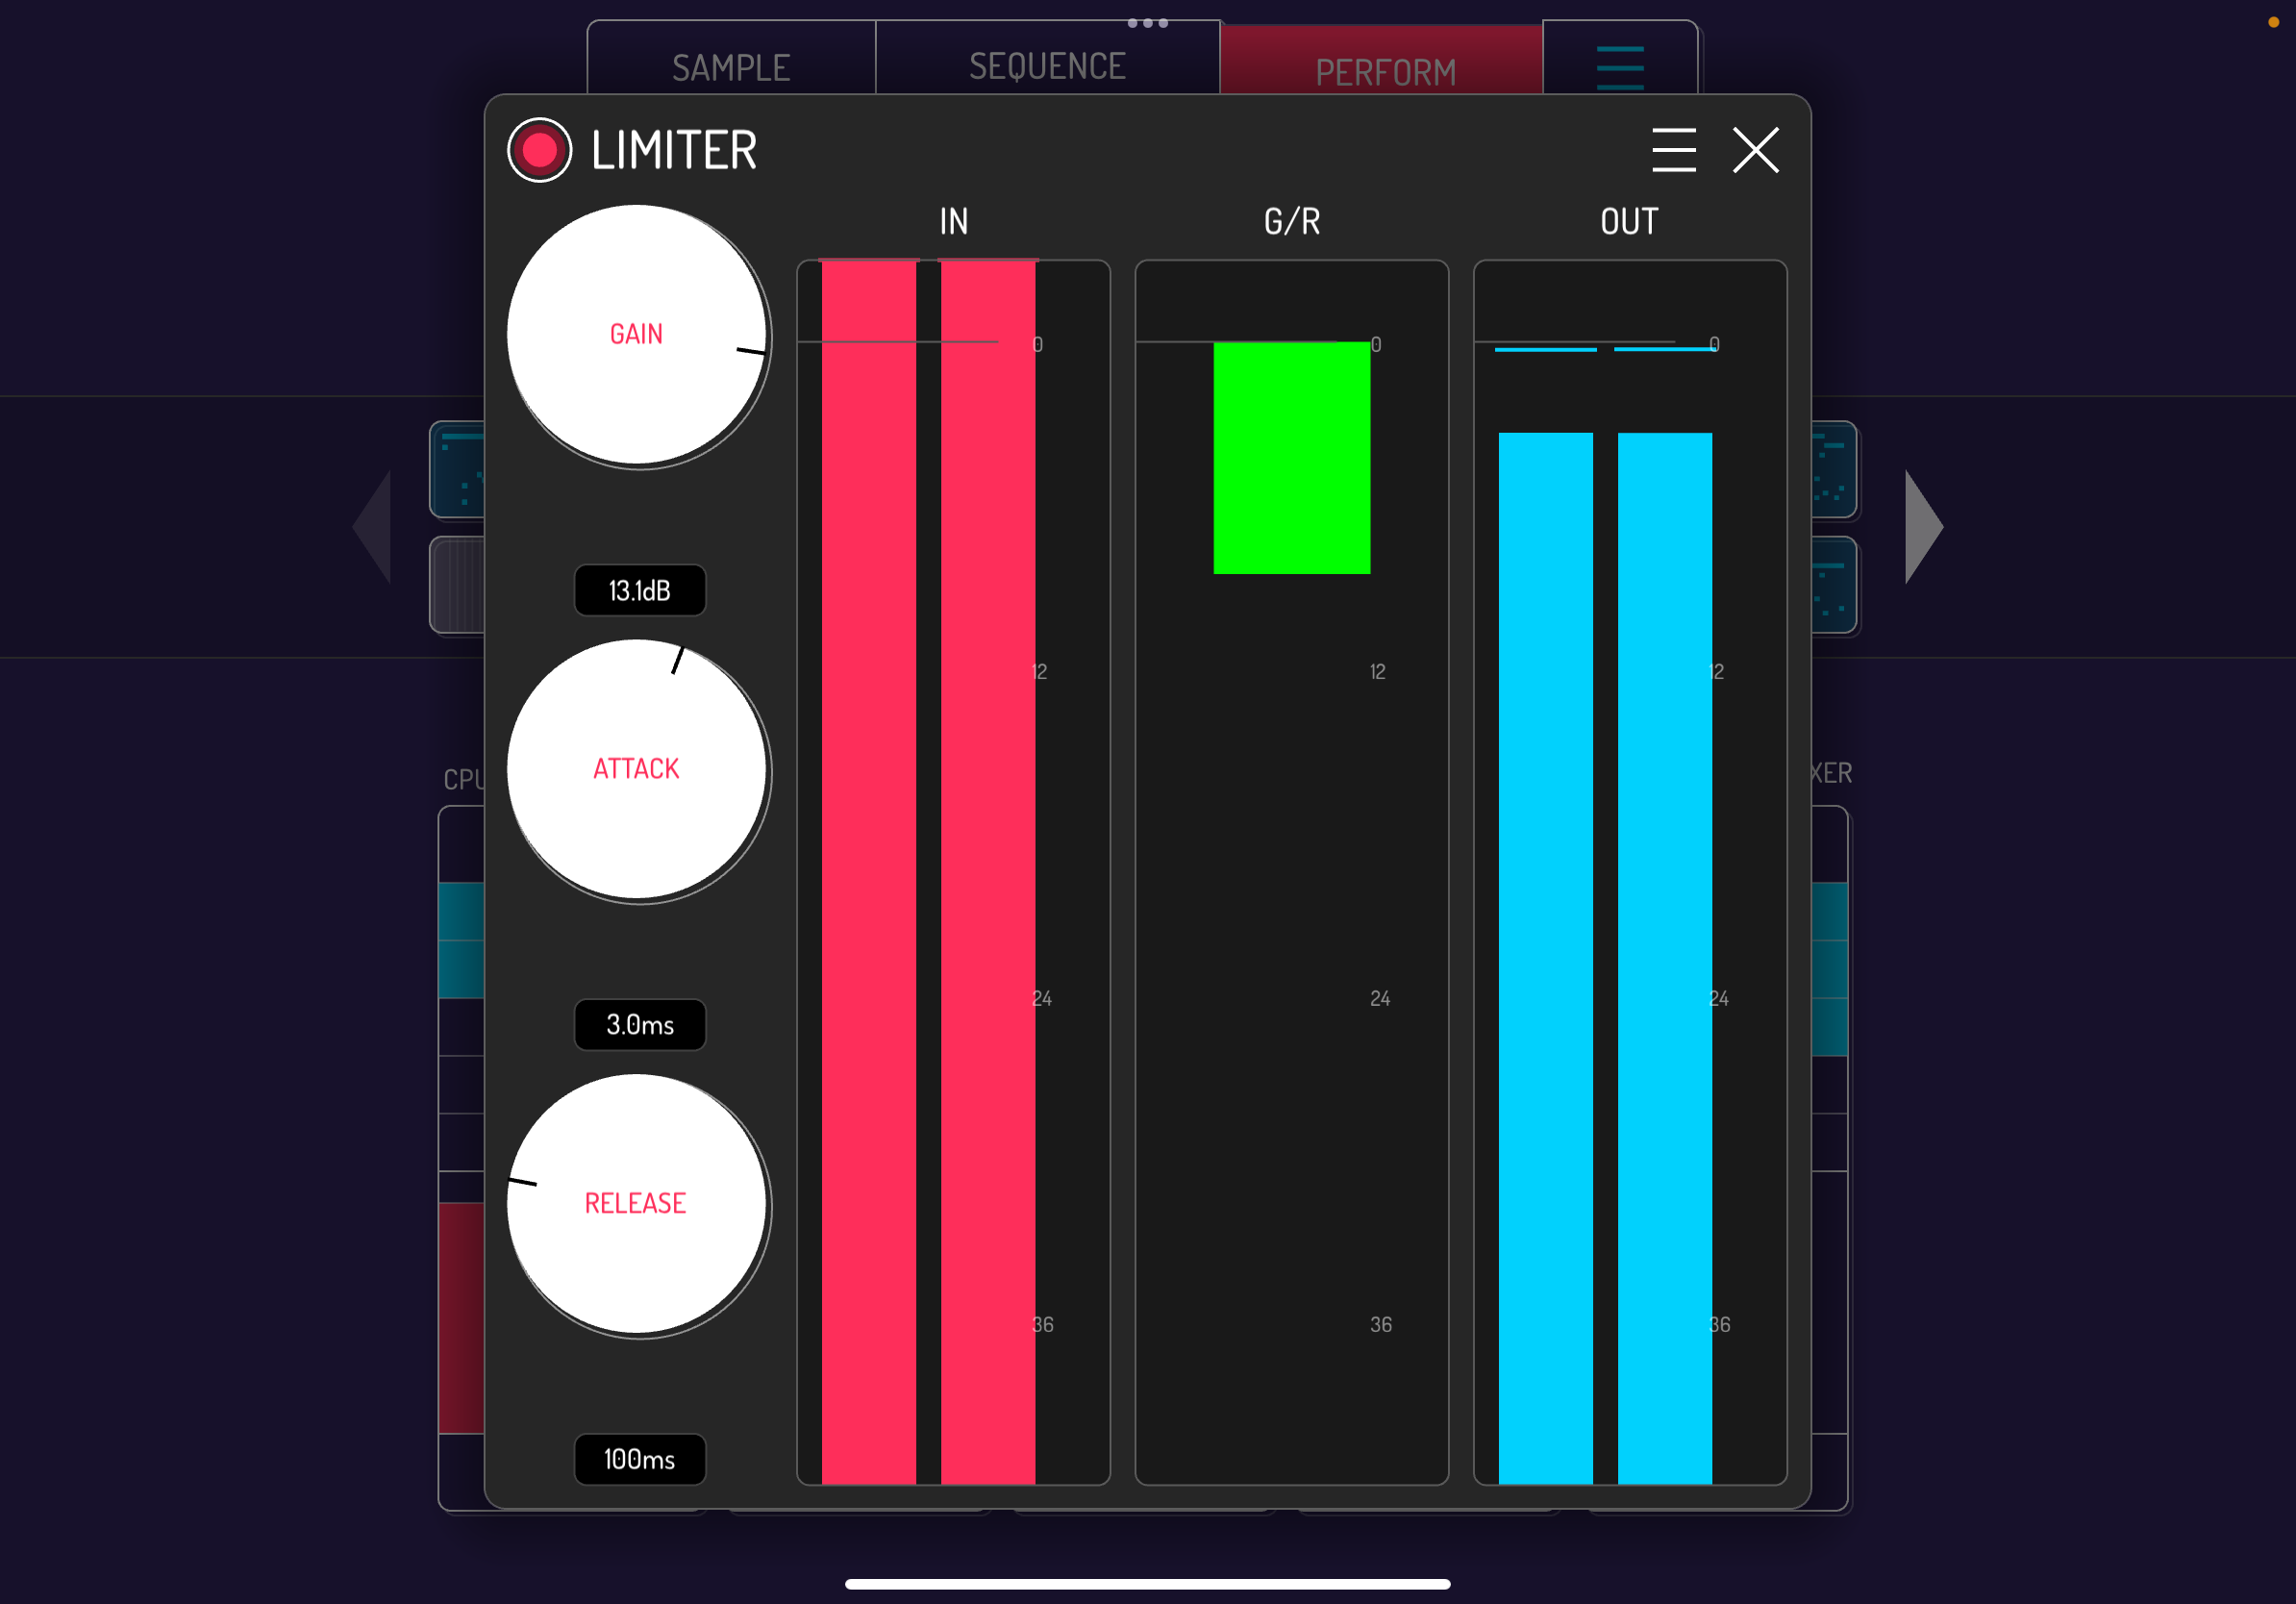 SAMPLE
SEQUENCE
PERFORM
LIMITER
IN
G/R
OUT
GAIN
13.1dB
ATTACK
3.0ms
RELEASE
100ms
0
12
24
36
0
12
24
36
0
12
24
36
CPU
XER